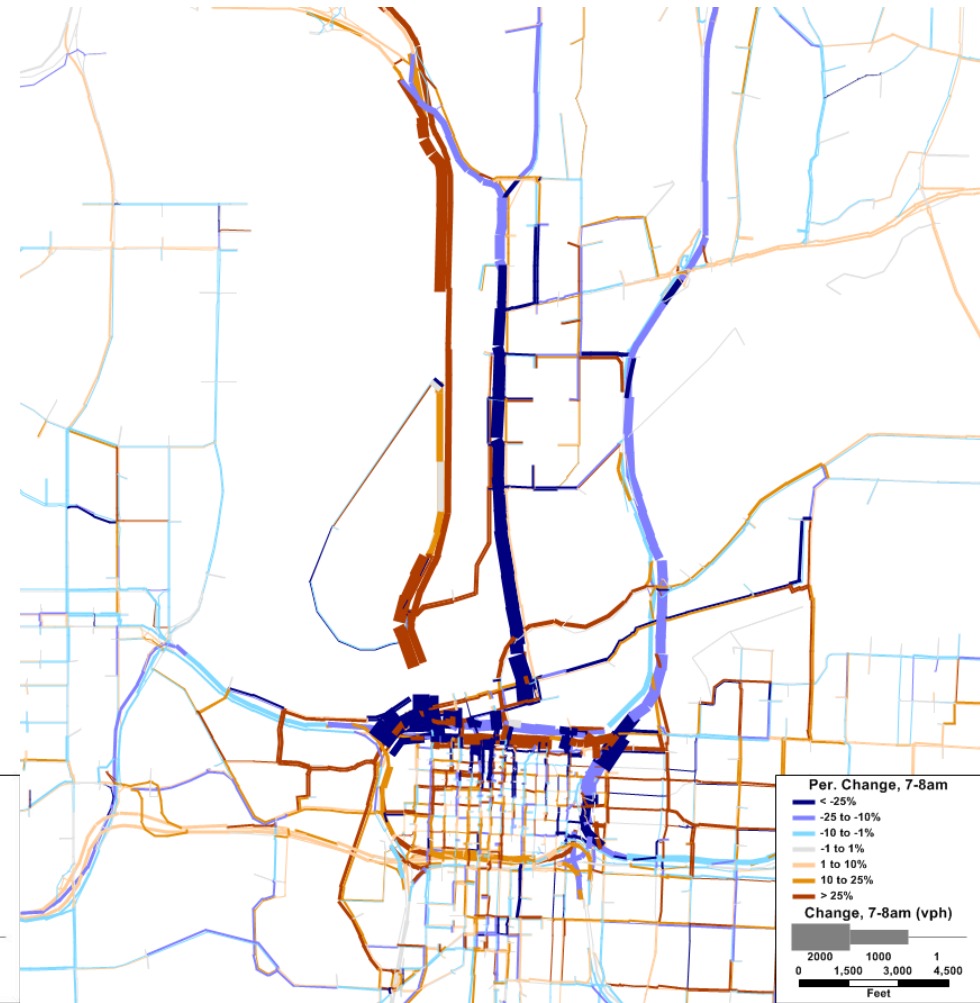 Per. Change, 7-8am
< -25%
-25 to -10%
-10 to -1%
-1 to 1%
1 to 10%
10 to 25%
> 25%
Change, 7-8am (vph)
2000 1000 1
0 1,500 3,000 4,500
Feet